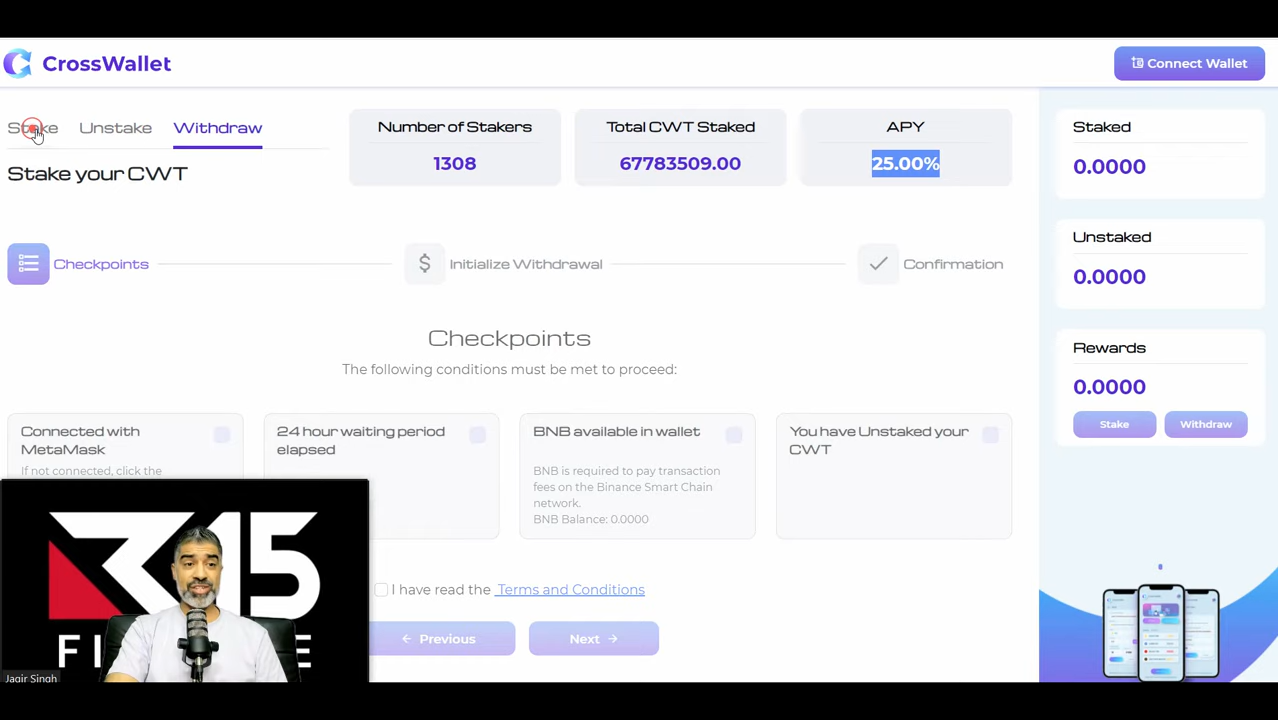 CrossWallet
Connect Wallet
Stake Unstake Withdraw
Stake your CWT
Number of Stakers
1308
Total CWT Staked
67783509.00
APY
25.00%
Staked
0.0000
Unstaked
0.0000
Rewards
0.0000
Stake Withdraw
Checkpoints Initialize Withdrawal Confirmation
Checkpoints
The following conditions must be met to proceed:
Connected with
MetaMask
If not connected, click the
24 hour waiting period
elapsed
BNB available in wallet
BNB is required to pay transaction
fees on the Binance Smart Chain
network.
BNB Balance: 0.0000
You have Unstaked your
CWT
I have read the Terms and Conditions
Previous Next
Jagir Singh